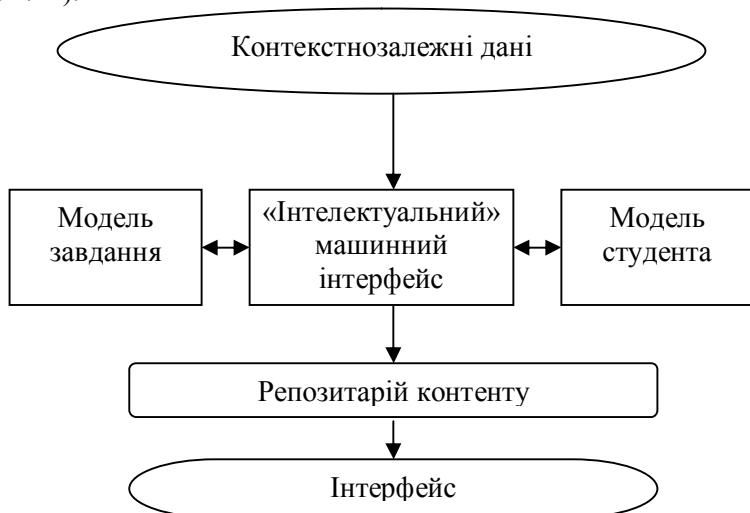 Контекстнозалежні дані
Модель
завдання
«Інтелектуальний»
машинний
інтерфейс
Модель
студента
Репозитарій контенту
Інтерфейс